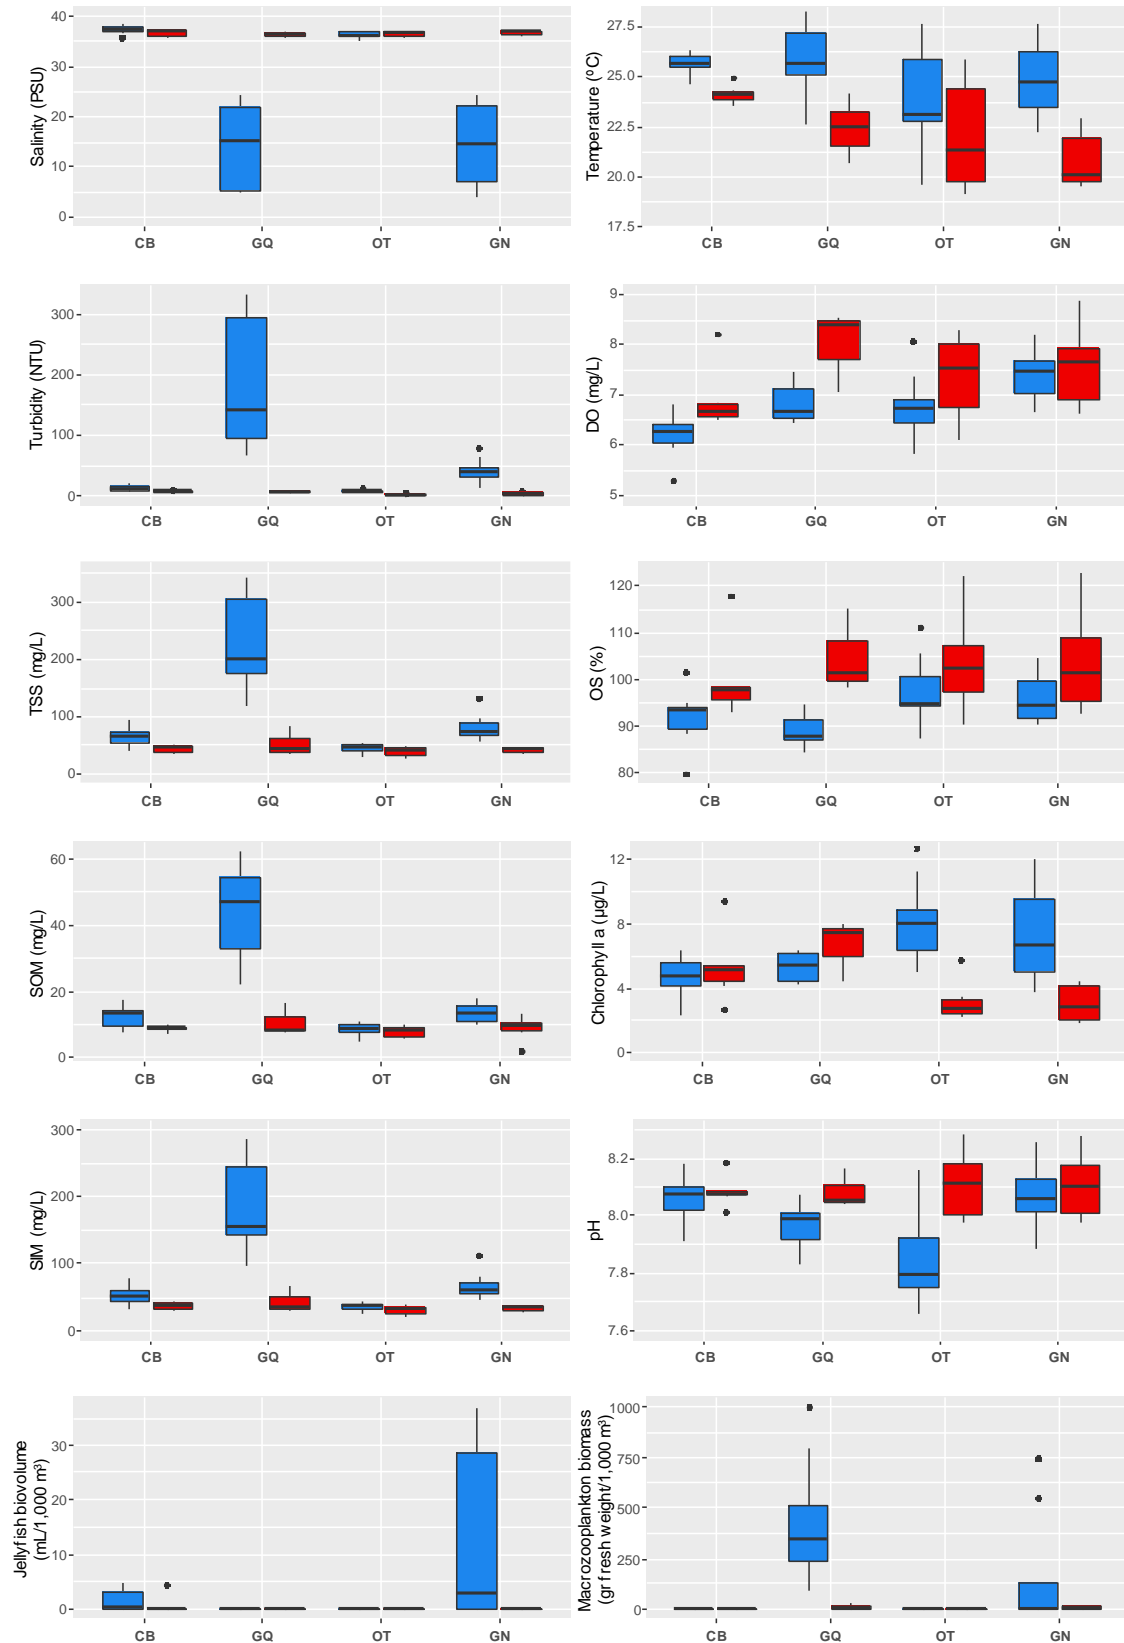 Salinity (PSU)
40
30
20
10
0
CB GQ OT GN
Temperature (ºC)
27.5
25.0
22.5
20.0
17.5
CB GQ OT GN
Turbidity (NTU)
300
200
100
0
CB GQ OT GN
DO (mg/L)
9
8
7
6
5
CB GQ OT GN
TSS (mg/L)
300
200
100
0
CB GQ OT GN
OS (%)
120
110
100
90
80
CB GQ OT GN
SOM (mg/L)
60
40
20
0
CB GQ OT GN
Chlorophyll a (µg/L)
12
8
4
0
CB GQ OT GN
SIM (mg/L)
300
200
100
0
CB GQ OT GN
pH
8.2
8.0
7.8
7.6
CB GQ OT GN
Jellyfish biovolume
(mL/1,000 m³)
30
20
10
0
CB GQ OT GN
Macrozooplankton biomass
(gr fresh weight/1,000 m³)
1000
750
500
250
0
CB GQ OT GN